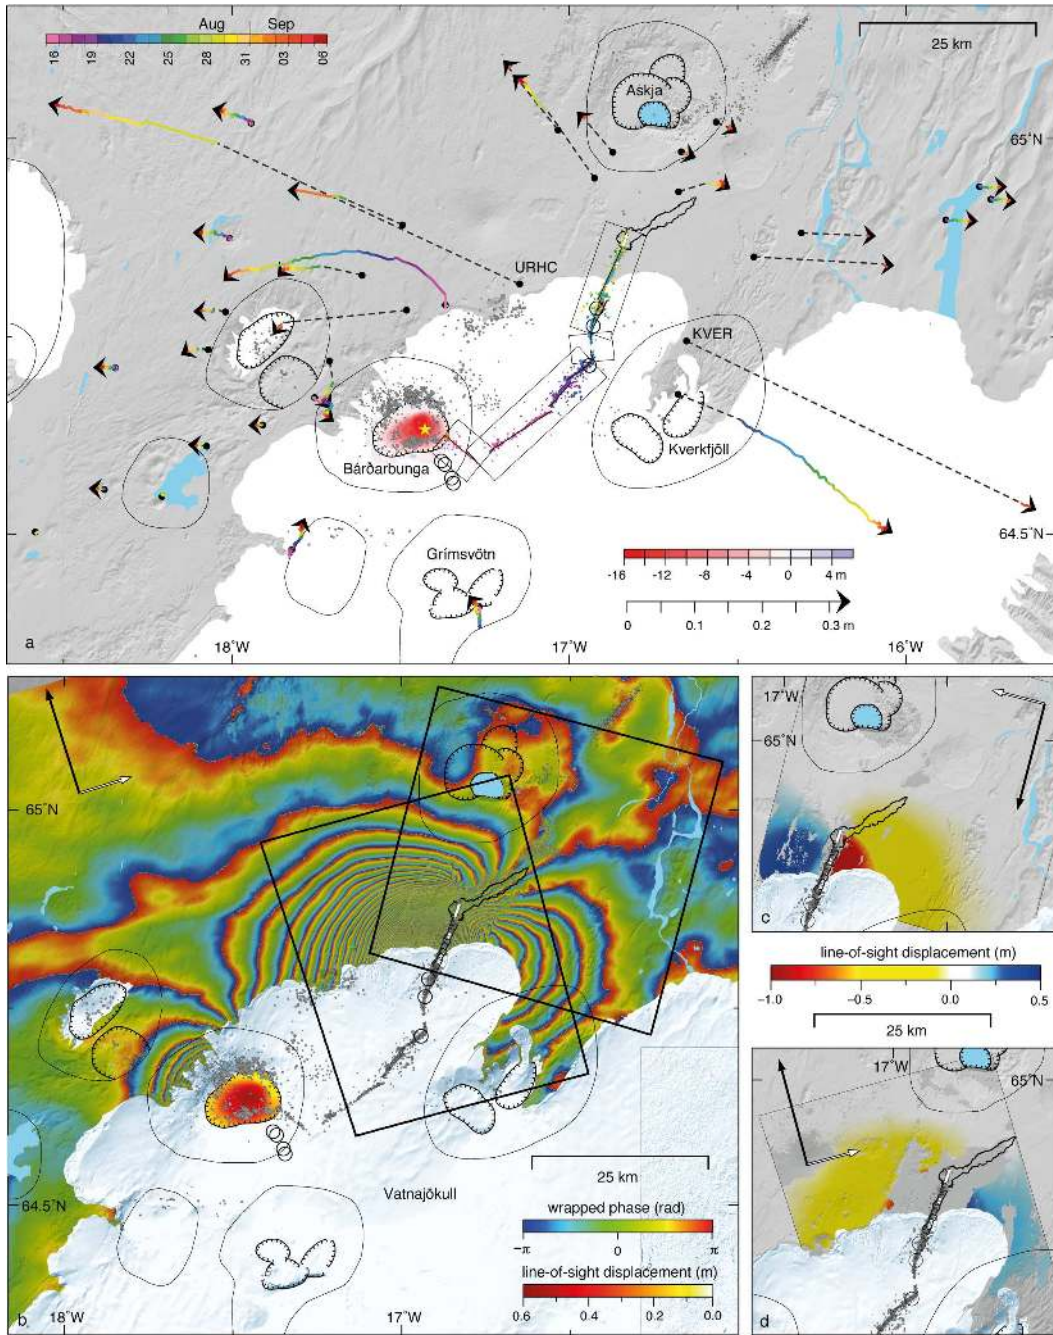 Aug Sep
16 19 22 25 28 31 03 06
25 km
Askja
65°N
URHC
KVER
Bárðarbunga
Kverkfjöll
64.5°N
Grímsvötn
-16 -12 -8 -4 0 4 m
0 0.1 0.2 0.3 m
a
18°W 17°W 16°W
65°N
25 km
Vatnajökull
64.5°N
wrapped phase (rad)
−π 0 π
line-of-sight displacement (m)
0.6 0.4 0.2 0.0
b
18°W 17°W
17°W
65°N
c
line-of-sight displacement (m)
-1.0 -0.5 0.0 0.5
25 km
17°W 65°N
d